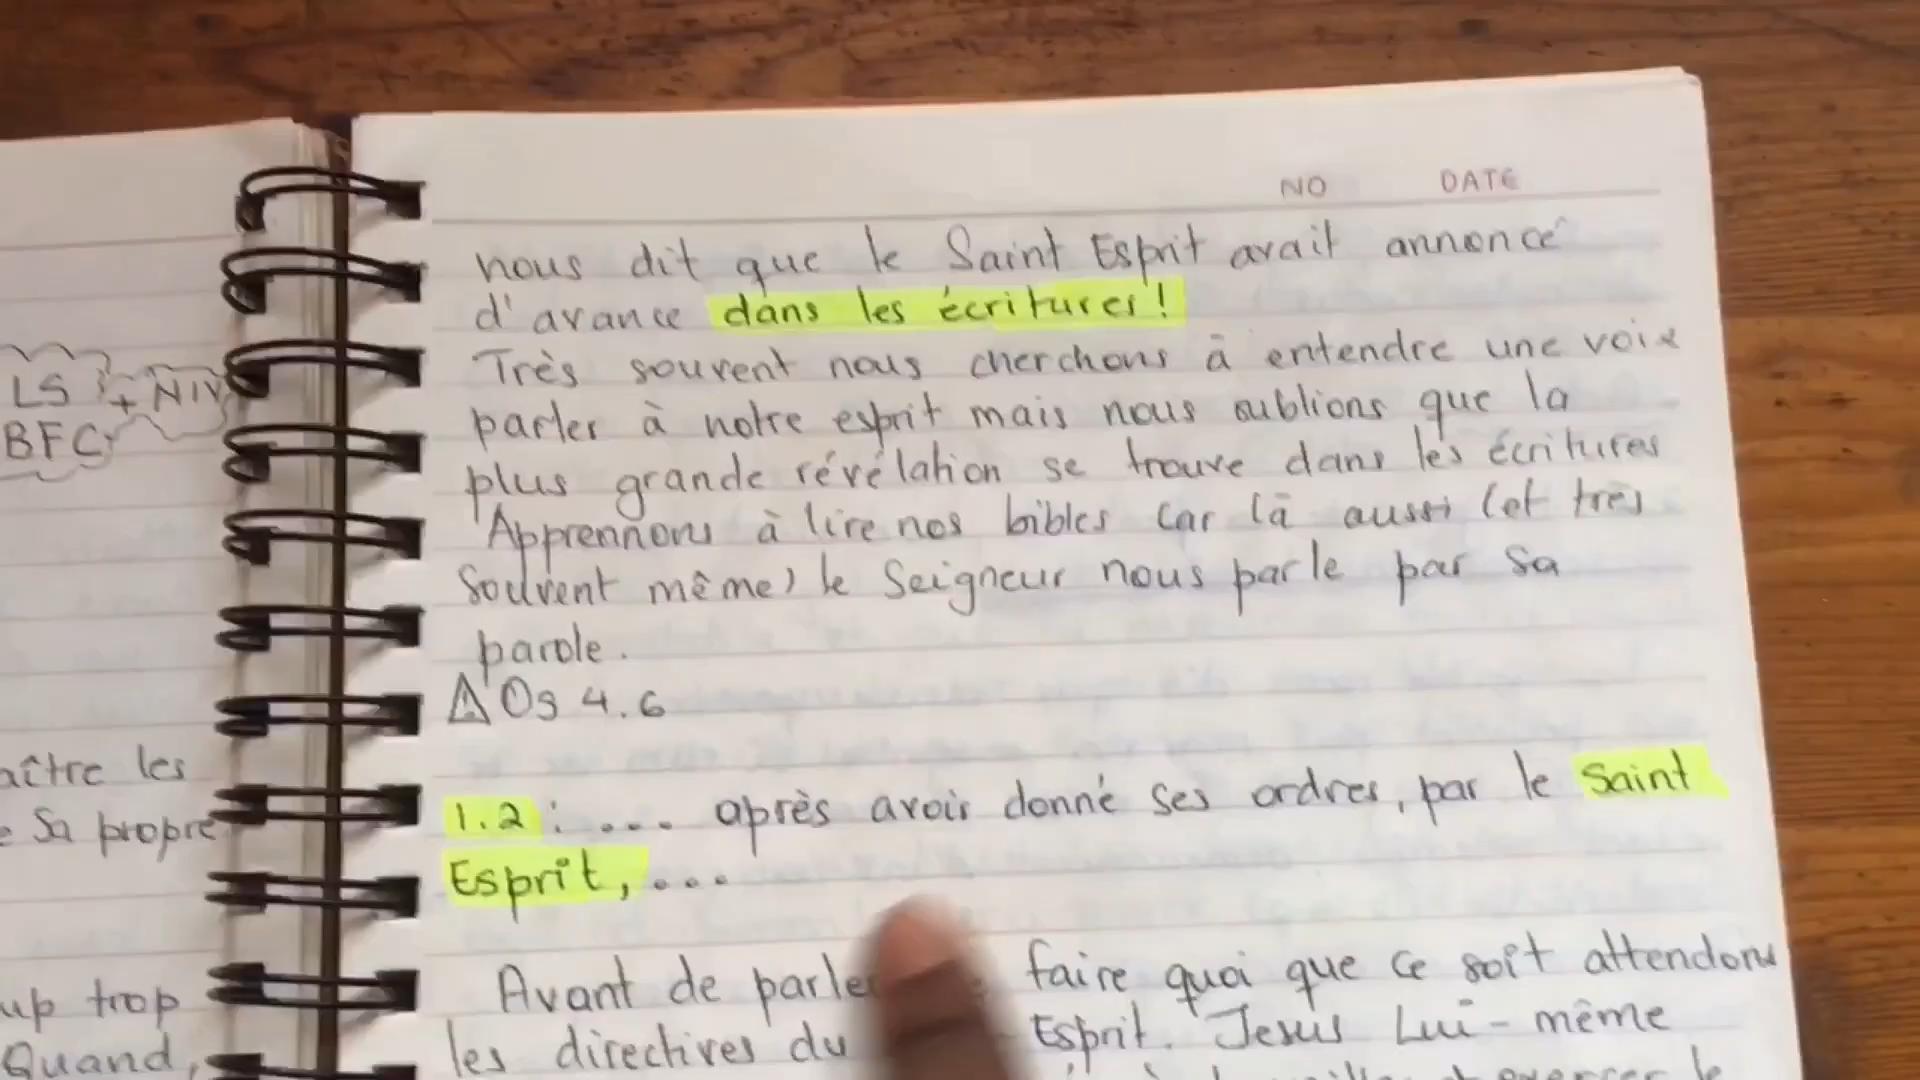 LS + NIV
BFC
aître les
Sa propre
up trop
Quand,
NO DATE
nous dit que le Saint Esprit avait annoncé
d'avance dans les écritures !
Très souvent nous cherchons à entendre une voix
parler à notre esprit mais nous oublions que la
plus grande révélation se trouve dans les écritures
Apprennons à lire nos bibles car là aussi (et très
souvent même) le Seigneur nous parle par sa
parole.
⚠ Os 4.6
1.2 : ... après avoir donné ses ordres, par le Saint
Esprit, ...
Avant de parler faire quoi que ce soit attendons
les directives du Esprit. Jesus Lui-même